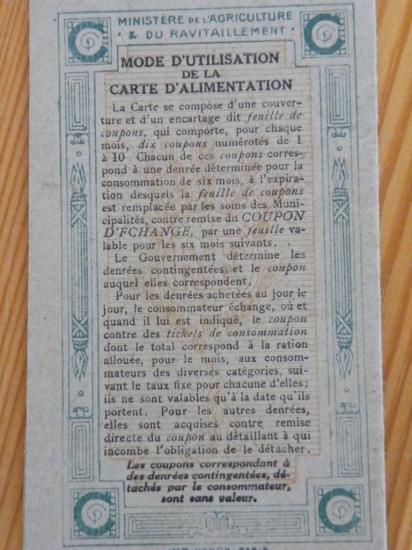 MINISTÈRE DE L'AGRICULTURE
& DU RAVITAILLEMENT
MODE D'UTILISATION
DE LA
CARTE D'ALIMENTATION
La Carte se compose d'une couver-
ture et d'un encartage dit feuille de
coupons, qui comporte, pour chaque
mois, dix coupons numérotés de 1
à 10 Chacun de ces coupons corres-
pond à une denrée déterminée pour la
consommation de six mois, à l'expira-
tion desquels la feuille de coupons
est remplacée par les soins des Muni-
cipalités, contre remise du COUPON
D'FCHANGE, par une feuille va-
lable pour les six mois suivants.
Le Gouvernement détermine les
denrées contingentées et le coupon
auquel elles correspondent.
Pour les denrées achetées au jour le
jour, le consommateur échange, où et
quand il lui est indiqué, le coupon
contre des tickets de consommation
dont le total correspond à la ration
allouée, pour le mois, aux consom-
mateurs des diverses catégories, sui-
vant le taux fixe pour chacune d'elles;
ils ne sont valables qu'à la date qu'ils
portent. Pour les autres denrées,
elles sont acquises contre remise
directe du coupon au détaillant à qui
incombe l'obligation de le détacher.
Les coupons correspondant à
des denrées contingentées, dé-
tachés par le consommateur,
sont sans valeur.